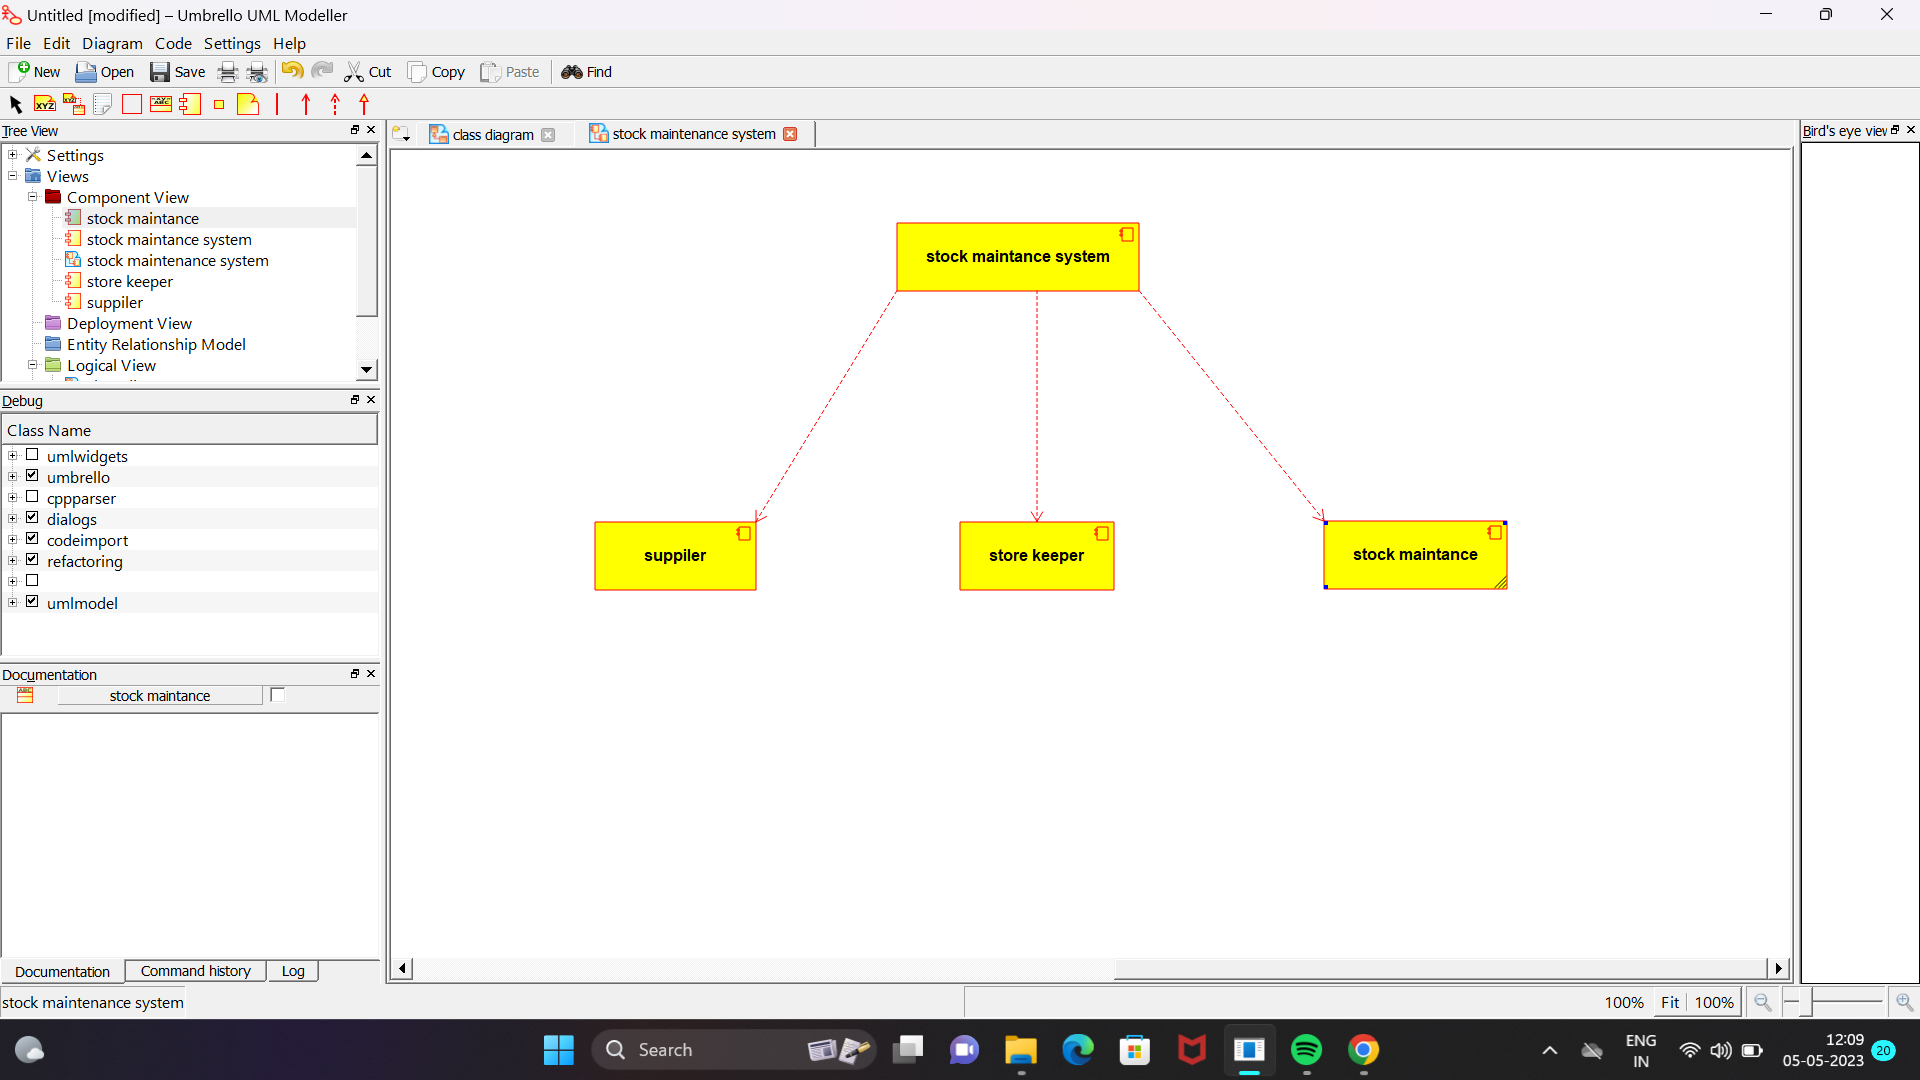 Untitled [modified] – Umbrello UML Modeller
File Edit Diagram Code Settings Help
New Open Save Cut Copy Paste Find
XYZ XYZ ABC
Tree View
class diagram
stock maintenance system
Bird's eye view
Settings
Views
Component View
stock maintance
stock maintance system
stock maintenance system
store keeper
suppiler
Deployment View
Entity Relationship Model
Logical View
stock maintance system
suppiler
store keeper
stock maintance
Debug
Class Name
umlwidgets
umbrello
cppparser
dialogs
codeimport
refactoring
umlmodel
Documentation
ABC
stock maintance
Documentation Command history Log
stock maintenance system
100% Fit 100%
Search
ENG
IN
12:09
05-05-2023
20